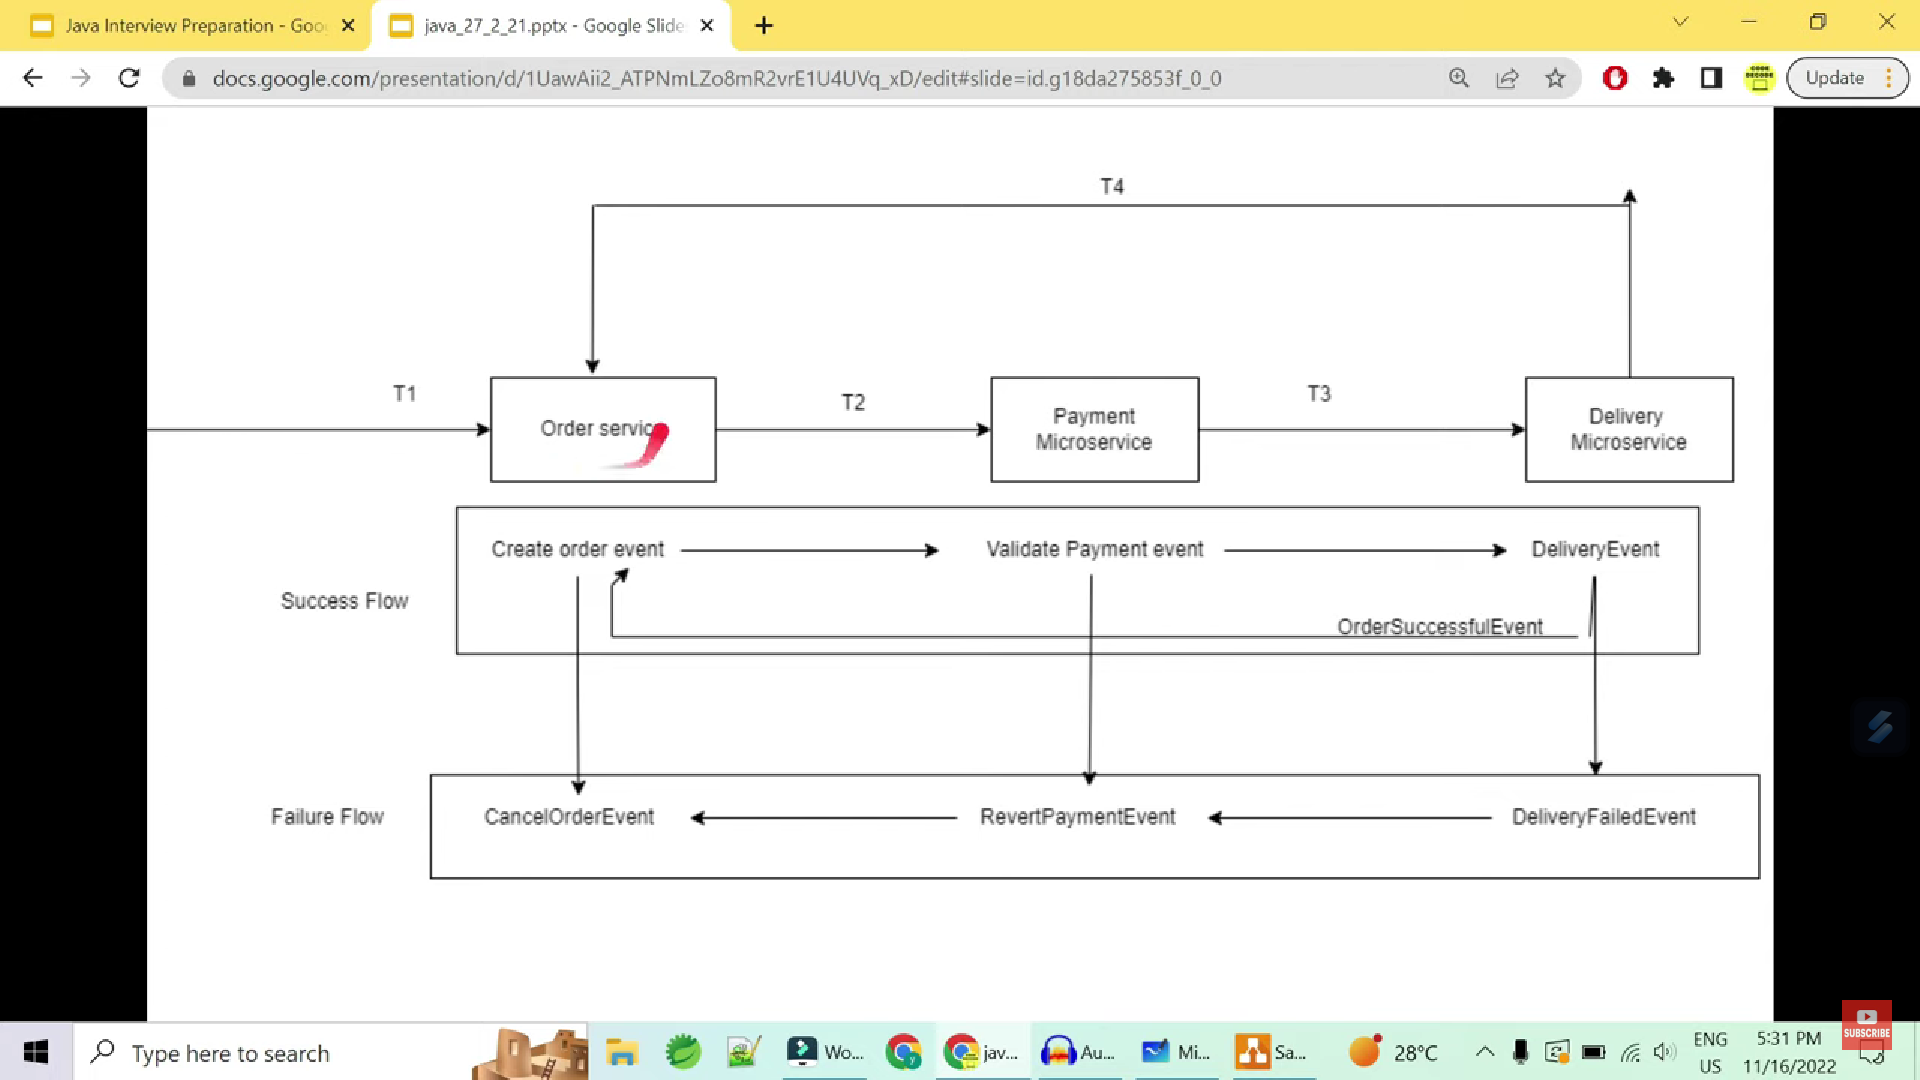 Java Interview Preparation - Goo
java_27_2_21.pptx - Google Slide
docs.google.com/presentation/d/1UawAii2_ATPNmLZo8mR2vrE1U4UVq_xD/edit#slide=id.g18da275853f_0_0
CODE
DECODE
Update
T4
T1
T2
T3
Order servic
Payment
Microservice
Delivery
Microservice
Create order event
Validate Payment event
DeliveryEvent
Success Flow
OrderSuccessfulEvent
Failure Flow
CancelOrderEvent
RevertPaymentEvent
DeliveryFailedEvent
SUBSCRIBE
Type here to search
Wo...
jav...
Au...
Mi...
Sa...
28°C
ENG
US
5:31 PM
11/16/2022